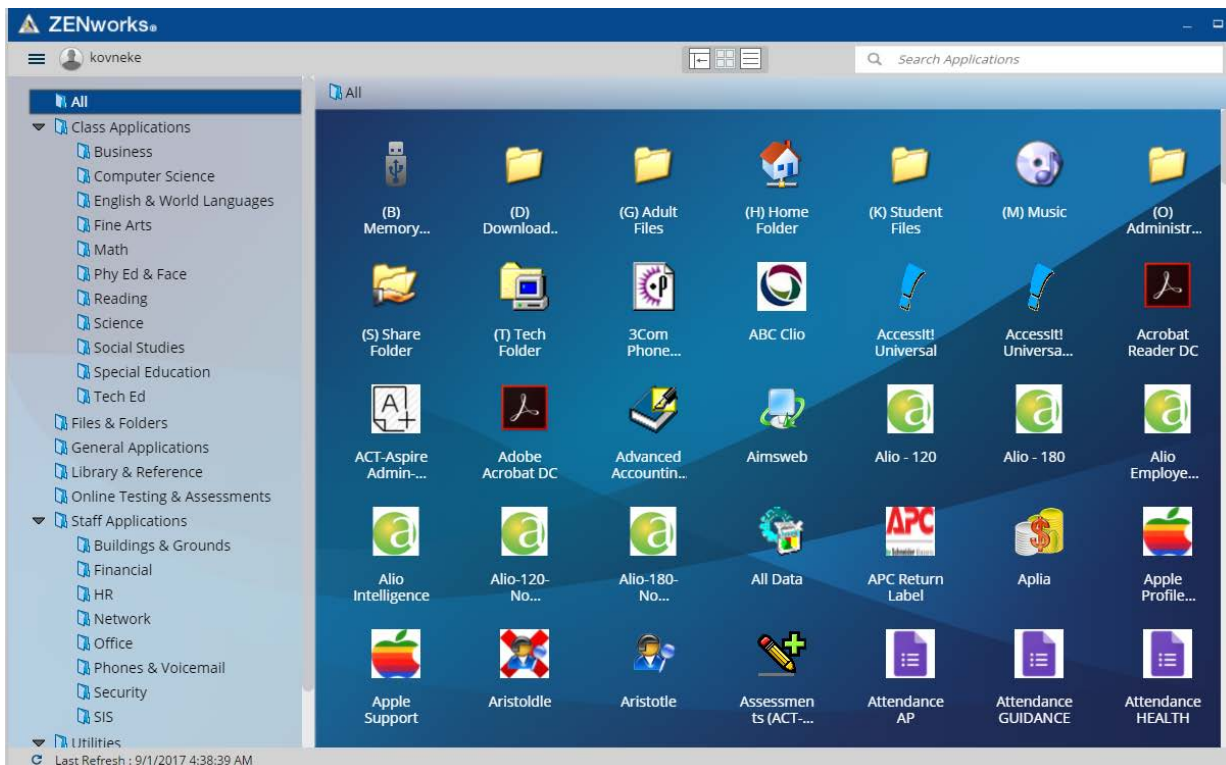 ZENworks®
kovneke
Search Applications
All
Class Applications
Business
Computer Science
English & World Languages
Fine Arts
Math
Phy Ed & Face
Reading
Science
Social Studies
Special Education
Tech Ed
Files & Folders
General Applications
Library & Reference
Online Testing & Assessments
Staff Applications
Buildings & Grounds
Financial
HR
Network
Office
Phones & Voicemail
Security
SIS
Utilities
All
(B)
Memory...
(D)
Download..
(G) Adult
Files
(H) Home
Folder
(K) Student
Files
(M) Music
(O)
Administr...
(S) Share
Folder
(T) Tech
Folder
3Com
Phone...
ABC Clio
AccessIt!
Universal
AccessIt!
Universa...
Acrobat
Reader DC
ACT-Aspire
Admin-...
Adobe
Acrobat DC
Advanced
Accountin..
Aimsweb
Alio - 120
Alio - 180
Alio
Employe...
Alio
Intelligence
Alio-120-
No...
Alio-180-
No...
All Data
APC
APC Return
Label
Aplia
Apple
Profile...
Apple
Support
Aristoldle
Aristotle
Assessmen
ts (ACT-...
Attendance
AP
Attendance
GUIDANCE
Attendance
HEALTH
Last Refresh : 9/1/2017 4:38:39 AM